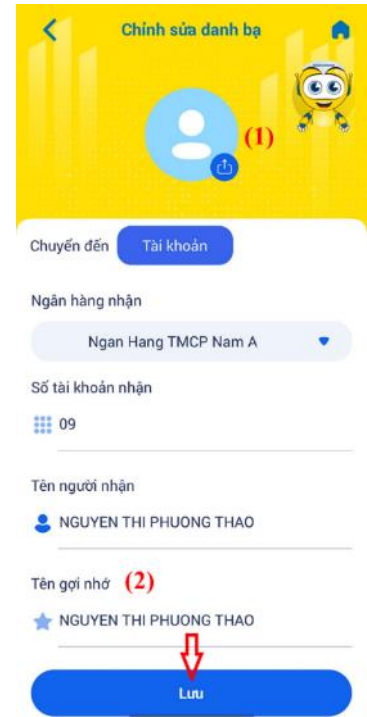 Chỉnh sửa danh bạ
(1)
Chuyển đến Tài khoản
Ngân hàng nhận
Ngan Hang TMCP Nam A
Số tài khoản nhận
09
Tên người nhận
NGUYEN THI PHUONG THAO
Tên gợi nhớ (2)
NGUYEN THI PHUONG THAO
Lưu